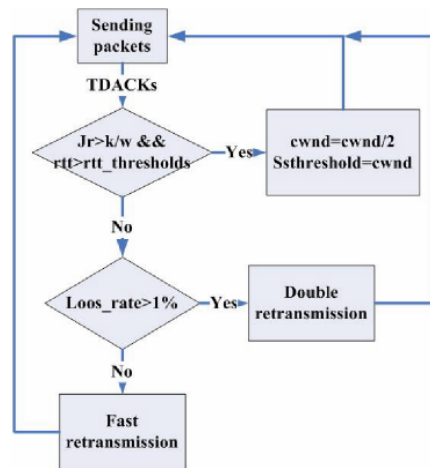 Sending
packets
TDACKs
Jr>k/w &&
rtt>rtt_thresholds
Yes
cwnd=cwnd/2
Ssthreshold=cwnd
No
Loos_rate>1%
Yes
Double
retransmission
No
Fast
retransmission